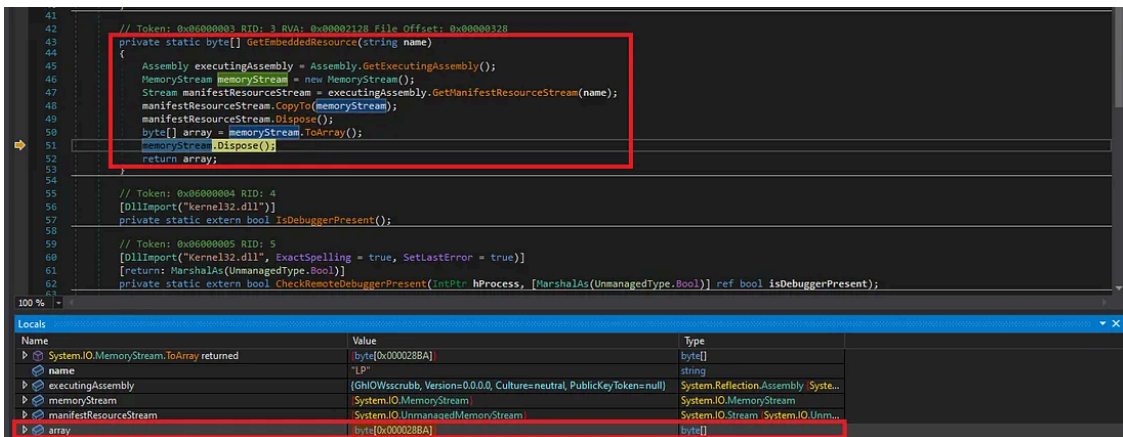 41
42 // Token: 0x06000003 RID: 3 RVA: 0x00002128 File Offset: 0x00000328
43 private static byte[] GetEmbeddedResource(string name)
44 {
45 Assembly executingAssembly = Assembly.GetExecutingAssembly();
46 MemoryStream memoryStream = new MemoryStream();
47 Stream manifestResourceStream = executingAssembly.GetManifestResourceStream(name);
48 manifestResourceStream.CopyTo(memoryStream);
49 manifestResourceStream.Dispose();
50 byte[] array = memoryStream.ToArray();
51 memoryStream.Dispose();
52 return array;
53 }
54
55 // Token: 0x06000004 RID: 4
56 [DllImport("kernel32.dll")]
57 private static extern bool IsDebuggerPresent();
58
59 // Token: 0x06000005 RID: 5
60 [DllImport("Kernel32.dll", ExactSpelling = true, SetLastError = true)]
61 [return: MarshalAs(UnmanagedType.Bool)]
62 private static extern bool CheckRemoteDebuggerPresent(IntPtr hProcess, [MarshalAs(UnmanagedType.Bool)] ref bool isDebuggerPresent);
63
100 %
Locals
Name Value Type
System.IO.MemoryStream.ToArray returned {byte[0x000028BA]} byte[]
name "LP" string
executingAssembly {GhIOWsscrubb, Version=0.0.0.0, Culture=neutral, PublicKeyToken=null} System.Reflection.Assembly {Syste...
memoryStream {System.IO.MemoryStream} System.IO.MemoryStream
manifestResourceStream {System.IO.UnmanagedMemoryStream} System.IO.Stream {System.IO.Unm...
array {byte[0x000028BA]} byte[]